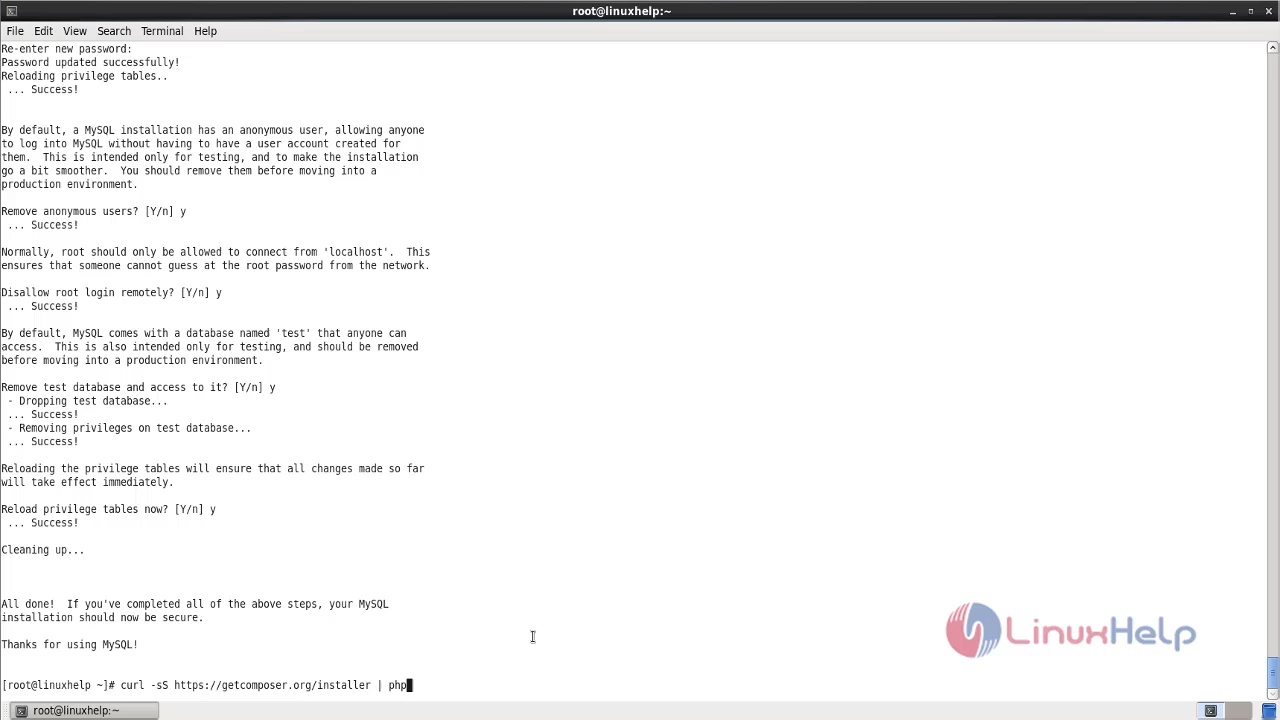 root@linuxhelp:~
File Edit View Search Terminal Help
Re-enter new password:
Password updated successfully!
Reloading privilege tables..
 ... Success!
By default, a MySQL installation has an anonymous user, allowing anyone
to log into MySQL without having to have a user account created for
them.  This is intended only for testing, and to make the installation
go a bit smoother.  You should remove them before moving into a
production environment.
Remove anonymous users? [Y/n] y
 ... Success!
Normally, root should only be allowed to connect from 'localhost'.  This
ensures that someone cannot guess at the root password from the network.
Disallow root login remotely? [Y/n] y
 ... Success!
By default, MySQL comes with a database named 'test' that anyone can
access.  This is also intended only for testing, and should be removed
before moving into a production environment.
Remove test database and access to it? [Y/n] y
 - Dropping test database...
 ... Success!
 - Removing privileges on test database...
 ... Success!
Reloading the privilege tables will ensure that all changes made so far
will take effect immediately.
Reload privilege tables now? [Y/n] y
 ... Success!
Cleaning up...
All done!  If you've completed all of the above steps, your MySQL
installation should now be secure.
Thanks for using MySQL!
LinuxHelp
[root@linuxhelp ~]# curl -sS https://getcomposer.org/installer | php
root@linuxhelp:~